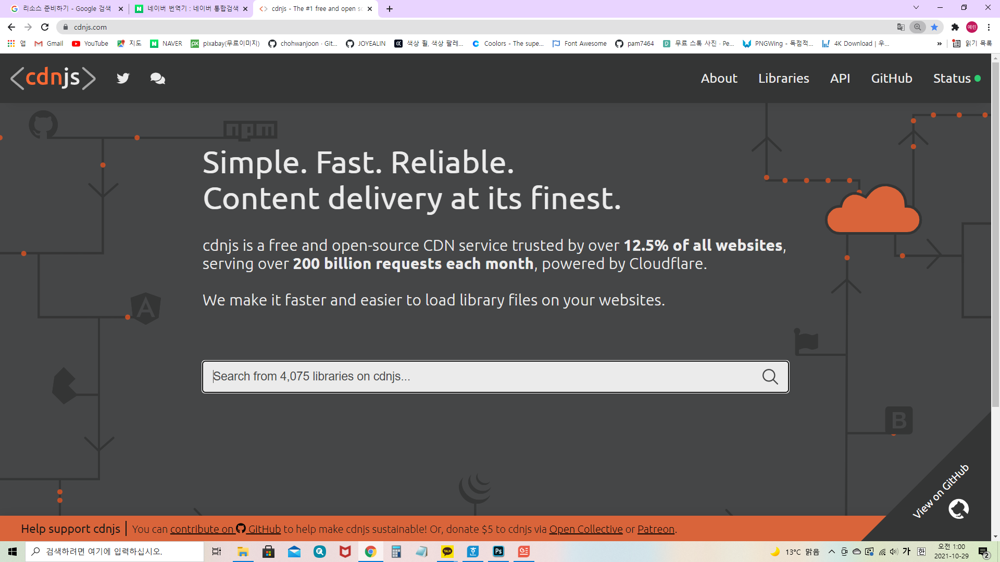 리소스 준비하기 - Google 검색
네이버 번역기 : 네이버 통합검색
cdnjs - The #1 free and open so
cdnjs.com
예린
앱
Gmail
YouTube
지도
NAVER
pixabay(무료이미지)
chohwanjoon · Git...
JOYEALIN
색상 휠, 색상 팔레...
Coolors - The supe...
Font Awesome
pam7464
무료 스톡 사진 · Pe...
PNGWing - 독점적...
4K Download | 우...
»
읽기 목록
<cdnjs>
About
Libraries
API
GitHub
Status
npm
Simple. Fast. Reliable.
Content delivery at its finest.
cdnjs is a free and open-source CDN service trusted by over 12.5% of all websites,
serving over 200 billion requests each month, powered by Cloudflare.
We make it faster and easier to load library files on your websites.
A
Search from 4,075 libraries on cdnjs...
B
View on GitHub
Help support cdnjs
You can contribute on GitHub to help make cdnjs sustainable! Or, donate $5 to cdnjs via Open Collective or Patreon.
검색하려면 여기에 입력하십시오.
TALK
Ps
13°C 맑음
가
한
오전 1:00
2021-10-29
2